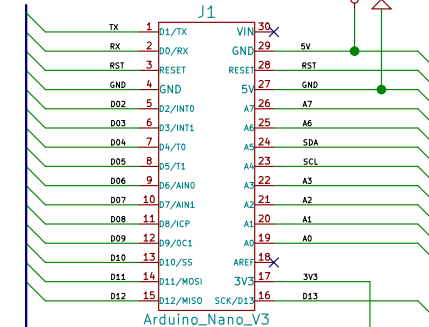 J1
TX 1 D1/TX VIN 30
RX 2 D0/RX GND 29 5V
RST 3 RESET RESET 28 RST
GND 4 GND 5V 27 GND
D02 5 D2/INT0 A7 26 A7
D03 6 D3/INT1 A6 25 A6
D04 7 D4/T0 A5 24 SDA
D05 8 D5/T1 A4 23 SCL
D06 9 D6/AIN0 A3 22 A3
D07 10 D7/AIN1 A2 21 A2
D08 11 D8/ICP A1 20 A1
D09 12 D9/OC1 A0 19 A0
D10 13 D10/SS AREF 18
D11 14 D11/MOSI 3V3 17 3V3
D12 15 D12/MISO SCK/D13 16 D13
Arduino_Nano_V3